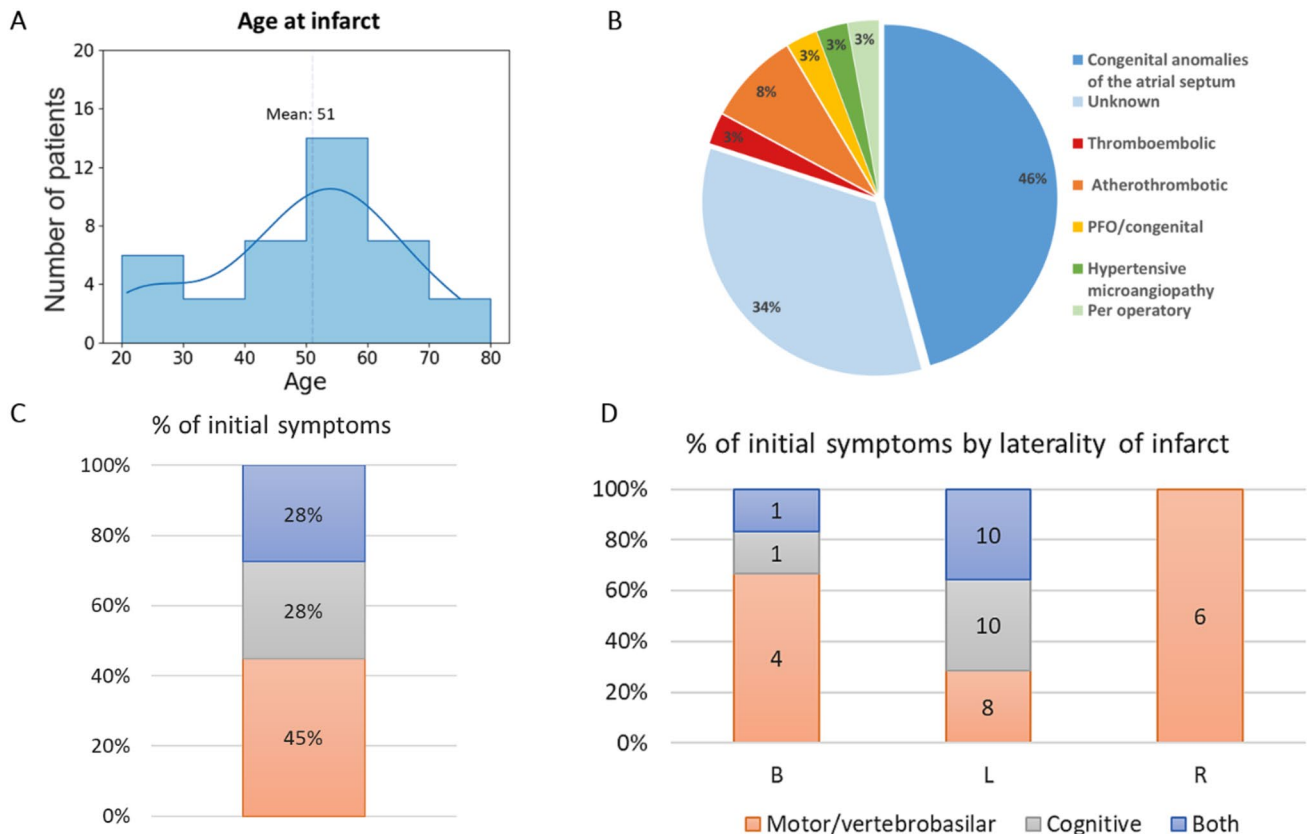 A
Age at infarct
20
16
12
8
4
0
Number of patients
Mean: 51
20 30 40 50 60 70 80
Age
B
3%
3%
3%
8%
3%
46%
34%
Congenital anomalies
of the atrial septum
Unknown
Thromboembolic
Atherothrombotic
PFO/congenital
Hypertensive
microangiopathy
Per operatory
C
% of initial symptoms
100%
80%
60%
40%
20%
0%
28%
28%
45%
D
% of initial symptoms by laterality of infarct
100%
80%
60%
40%
20%
0%
1
1
4
10
10
8
6
B L R
Motor/vertebrobasilar Cognitive Both